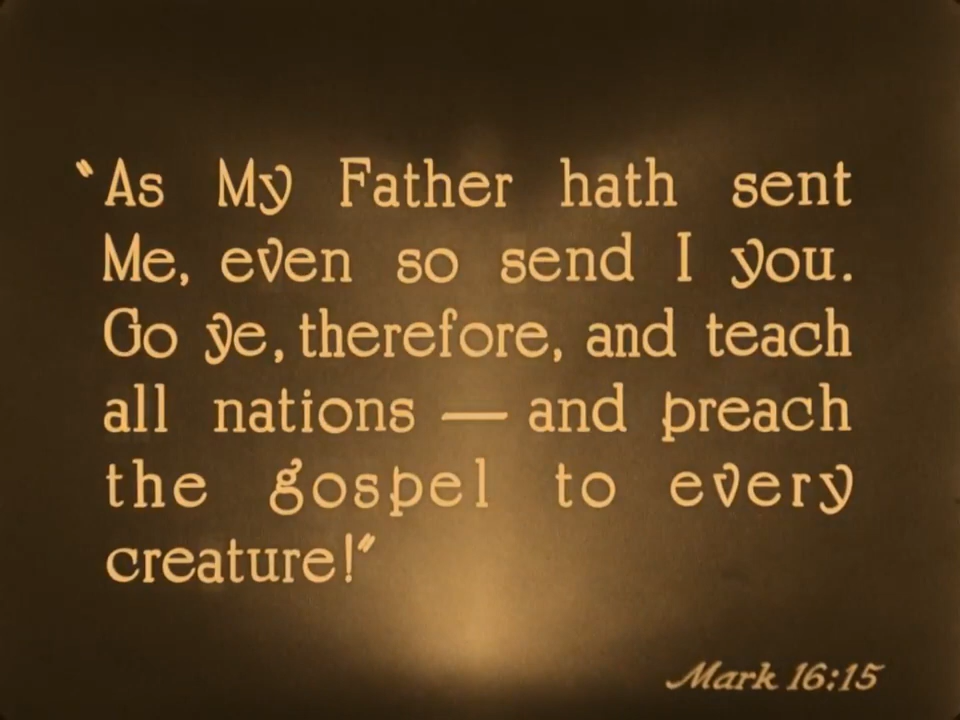 "As My Father hath sent
Me, even so send I you.
Go ye, therefore, and teach
all nations — and preach
the gospel to every
creature!"
Mark 16:15